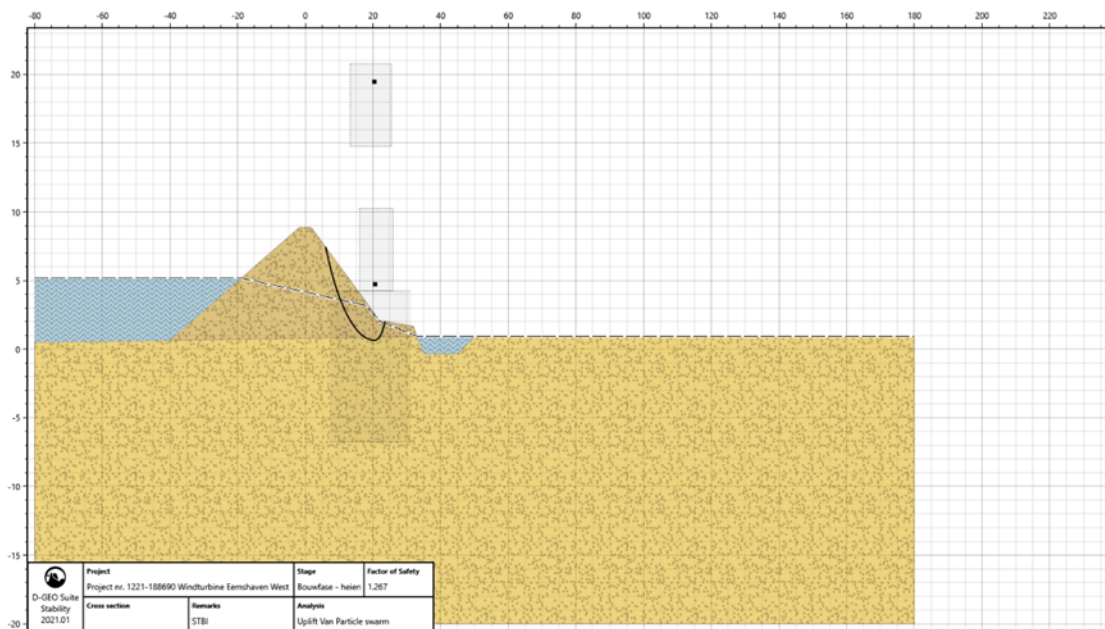 -80 -60 -40 -20 0 20 40 60 80 100 120 140 160 180 200 220
20
15
10
5
0
-5
-10
-15
-20
D-GEO Suite
Stability
2021.01
Project
Project nr. 1221-188690 Windturbine Eemshaven West
Stage
Bouwfase - heien
Factor of Safety
1.267
Cross section
Remarks
STBI
Analysis
Uplift Van Particle swarm